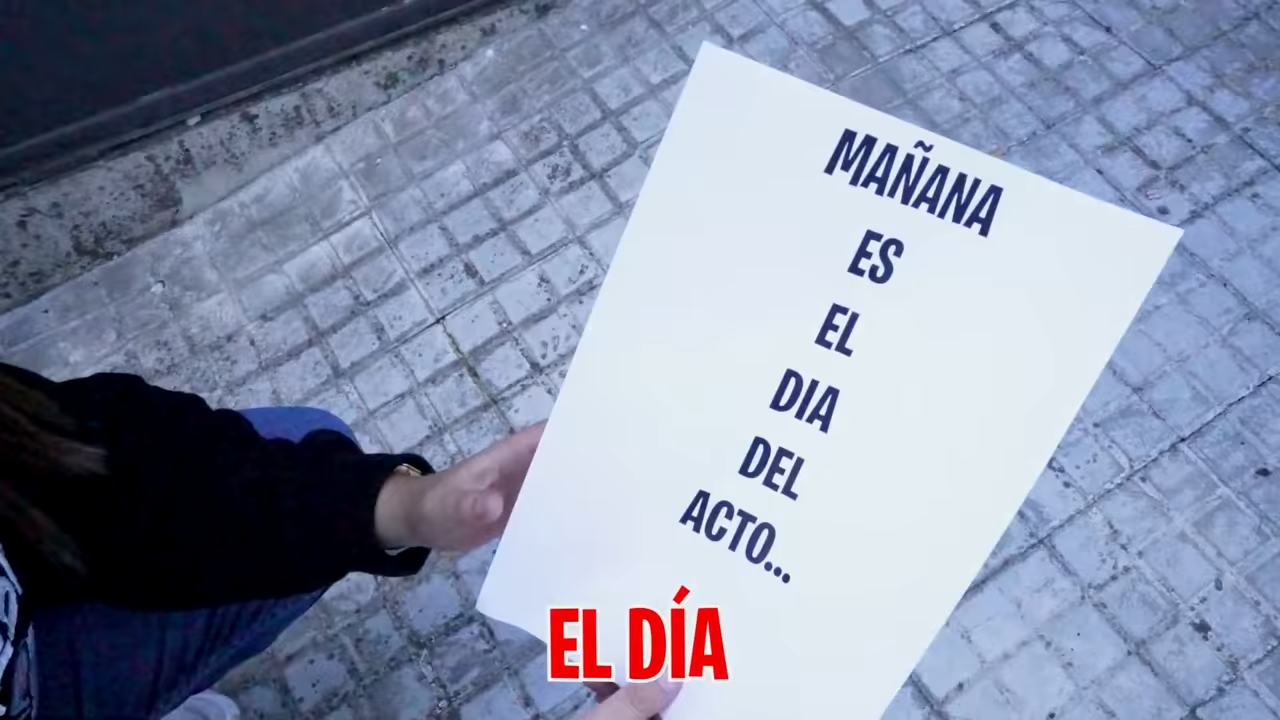 MAÑANA
ES
EL
DIA
DEL
ACTO...
EL DÍA